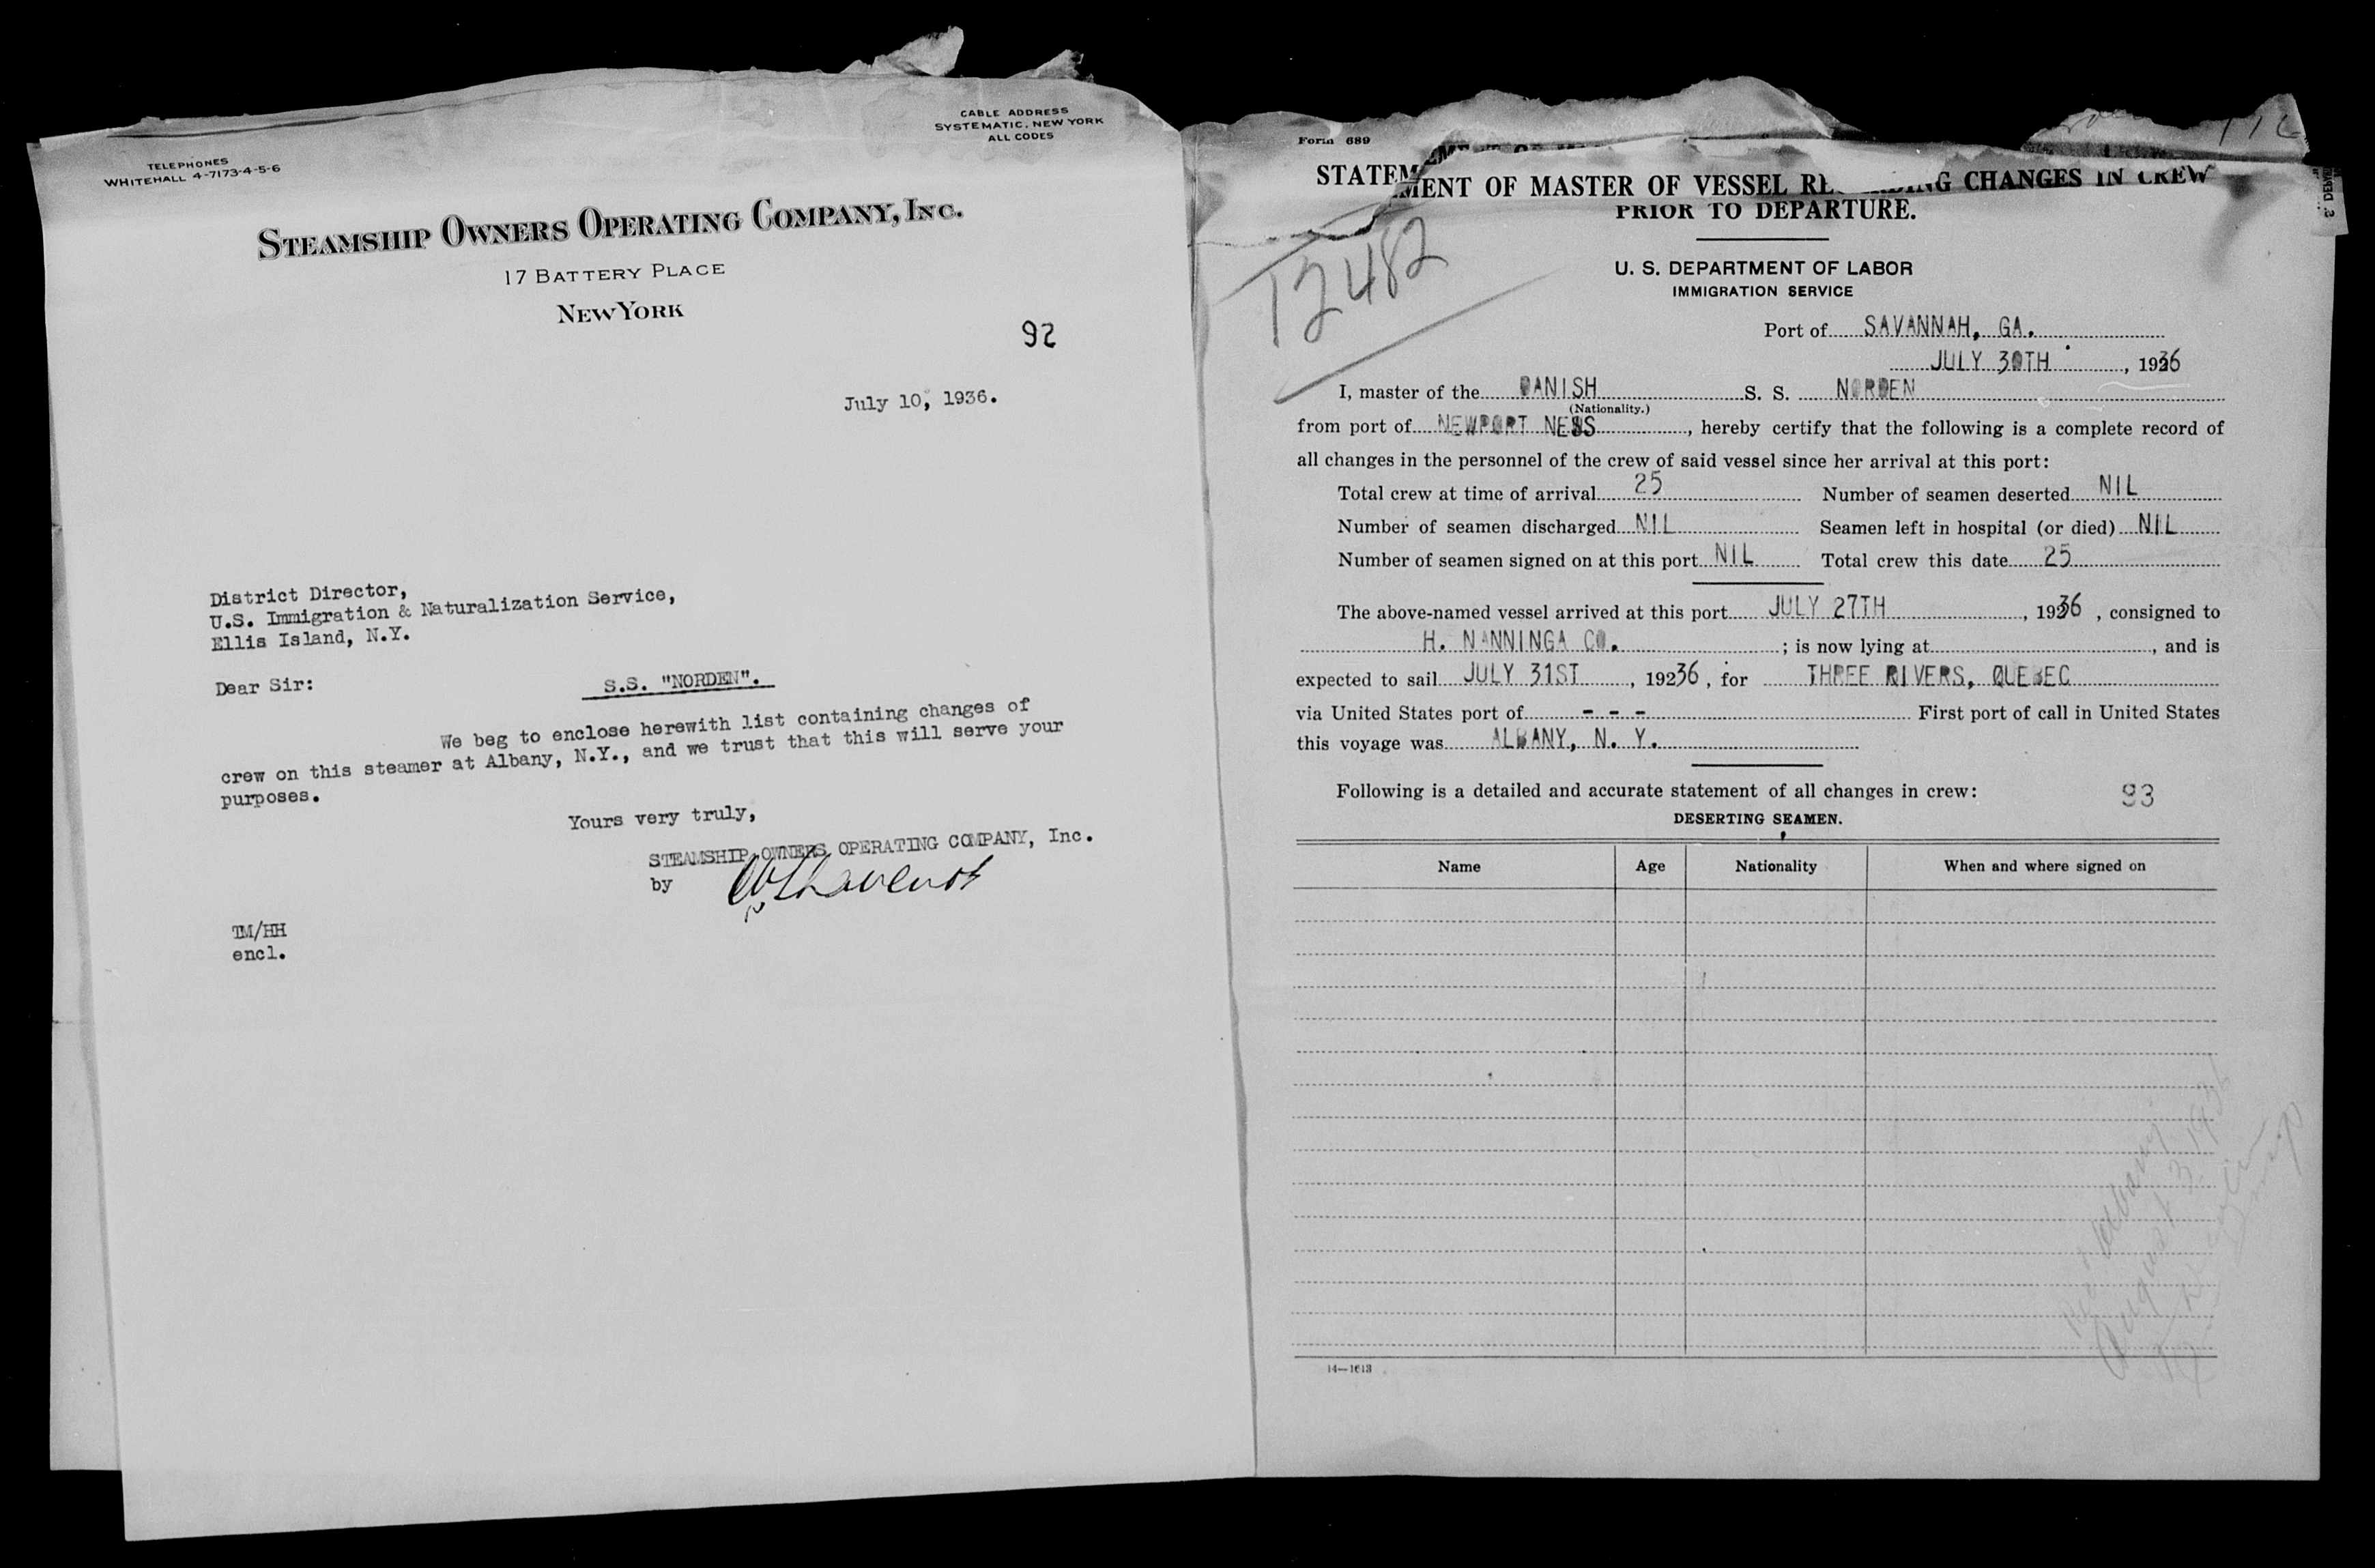 TELEPHONES
WHITEHALL 4-7173-4-5-6
CABLE ADDRESS
SYSTEMATIC, NEW YORK
ALL CODES
STEAMSHIP OWNERS OPERATING COMPANY, INC.
17 BATTERY PLACE
NEW YORK
92
July 10, 1936.
District Director,
U.S. Immigration & Naturalization Service,
Ellis Island, N.Y.
Dear Sir:
S.S. "NORDEN".
We beg to enclose herewith list containing changes of
crew on this steamer at Albany, N.Y., and we trust that this will serve your
purposes.
Yours very truly,
STEAMSHIP OWNERS OPERATING COMPANY, Inc.
by
TM/HH
encl.
Form 689
STATEMENT OF MASTER OF VESSEL REGARDING CHANGES IN CREW
PRIOR TO DEPARTURE.
12482
U. S. DEPARTMENT OF LABOR
IMMIGRATION SERVICE
Port of SAVANNAH, GA.
JULY 30TH, 1936
I, master of the DANISH S. S. NORDEN
(Nationality.)
from port of NEWPORT NEWS, hereby certify that the following is a complete record of
all changes in the personnel of the crew of said vessel since her arrival at this port:
Total crew at time of arrival 25 Number of seamen deserted NIL
Number of seamen discharged NIL Seamen left in hospital (or died) NIL
Number of seamen signed on at this port NIL Total crew this date 25
The above-named vessel arrived at this port JULY 27TH, 1936, consigned to
H. NANNINGA CO.; is now lying at , and is
expected to sail JULY 31ST, 19236, for THREE RIVERS, QUEBEC
via United States port of - - - First port of call in United States
this voyage was ALBANY, N. Y.
Following is a detailed and accurate statement of all changes in crew:
93
DESERTING SEAMEN.
Name Age Nationality When and where signed on
Albany
August 3, 1936
14—1613